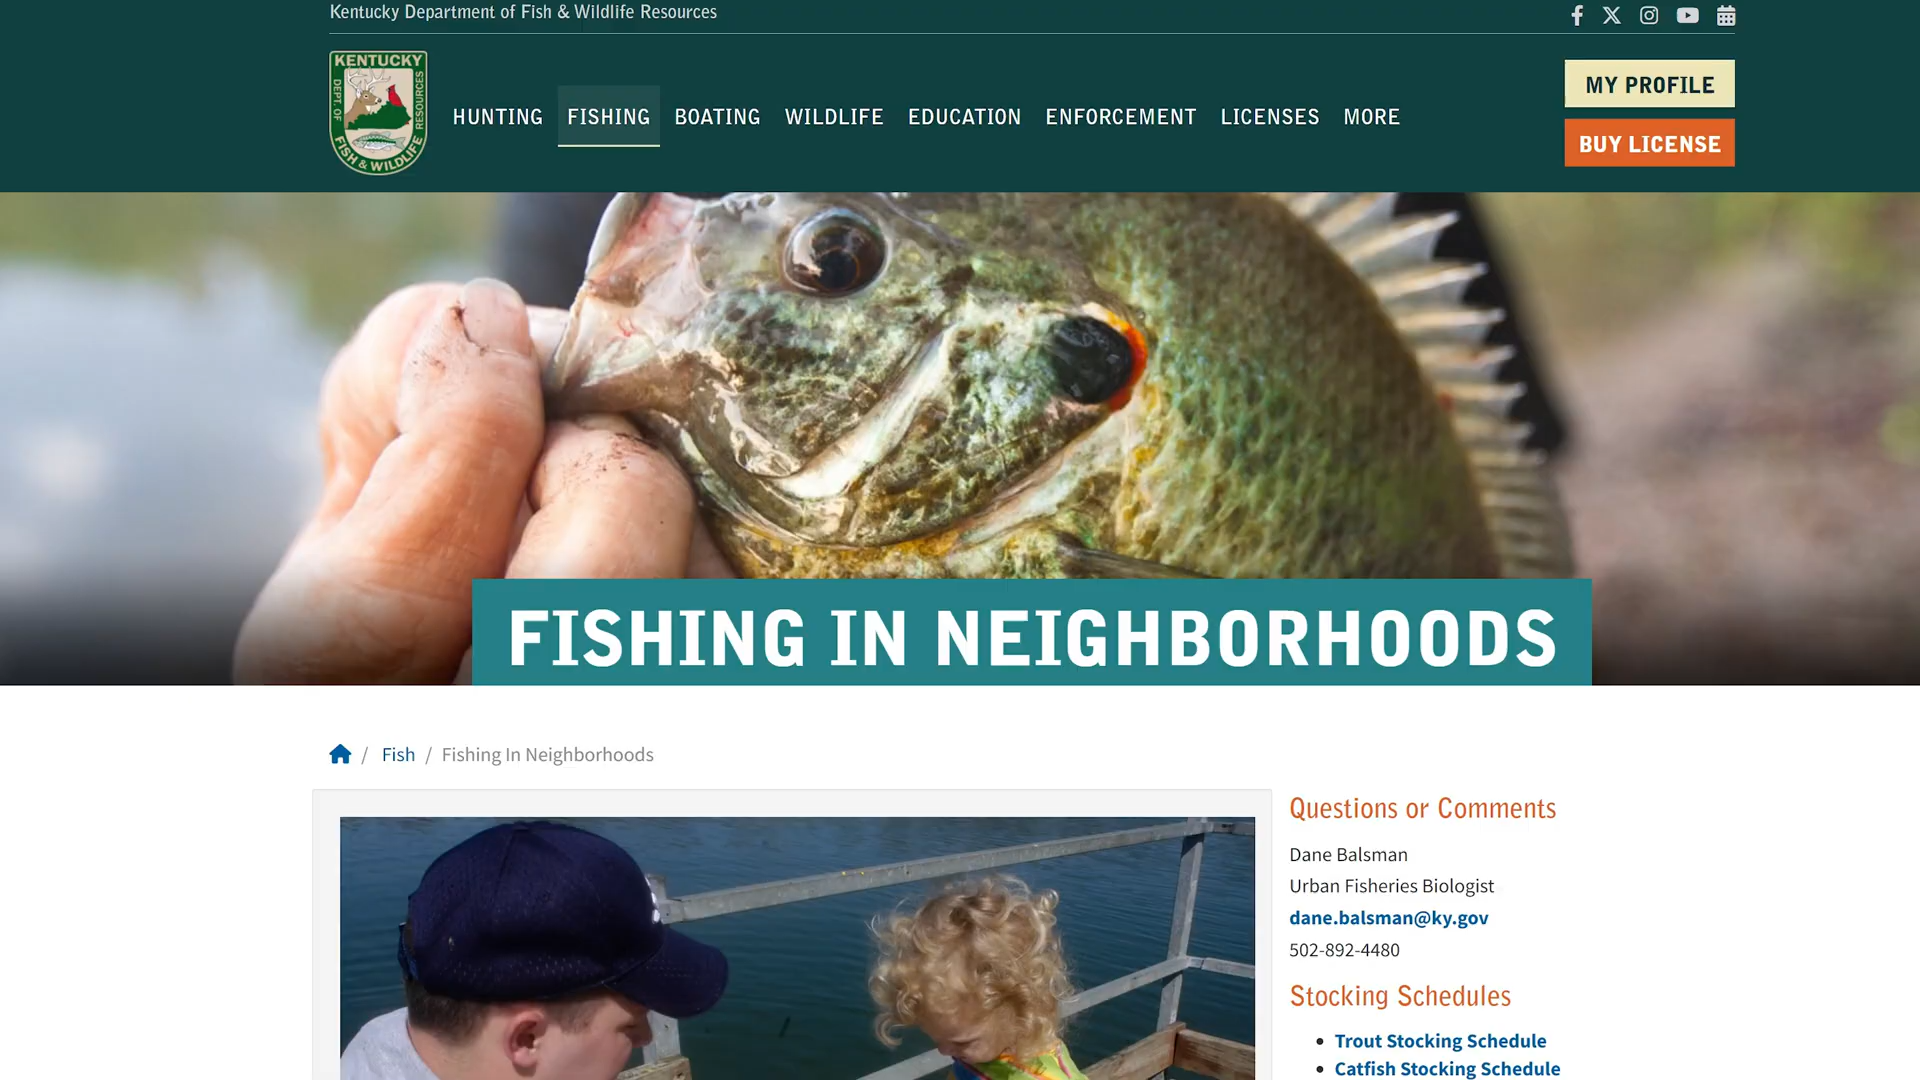 Kentucky Department of Fish & Wildlife Resources
KENTUCKY
DEPT. OF
RESOURCES
FISH & WILDLIFE
HUNTING
FISHING
BOATING
WILDLIFE
EDUCATION
ENFORCEMENT
LICENSES
MORE
MY PROFILE
BUY LICENSE
FISHING IN NEIGHBORHOODS
/ Fish / Fishing In Neighborhoods
Questions or Comments
Dane Balsman
Urban Fisheries Biologist
dane.balsman@ky.gov
502-892-4480
Stocking Schedules
• Trout Stocking Schedule
• Catfish Stocking Schedule